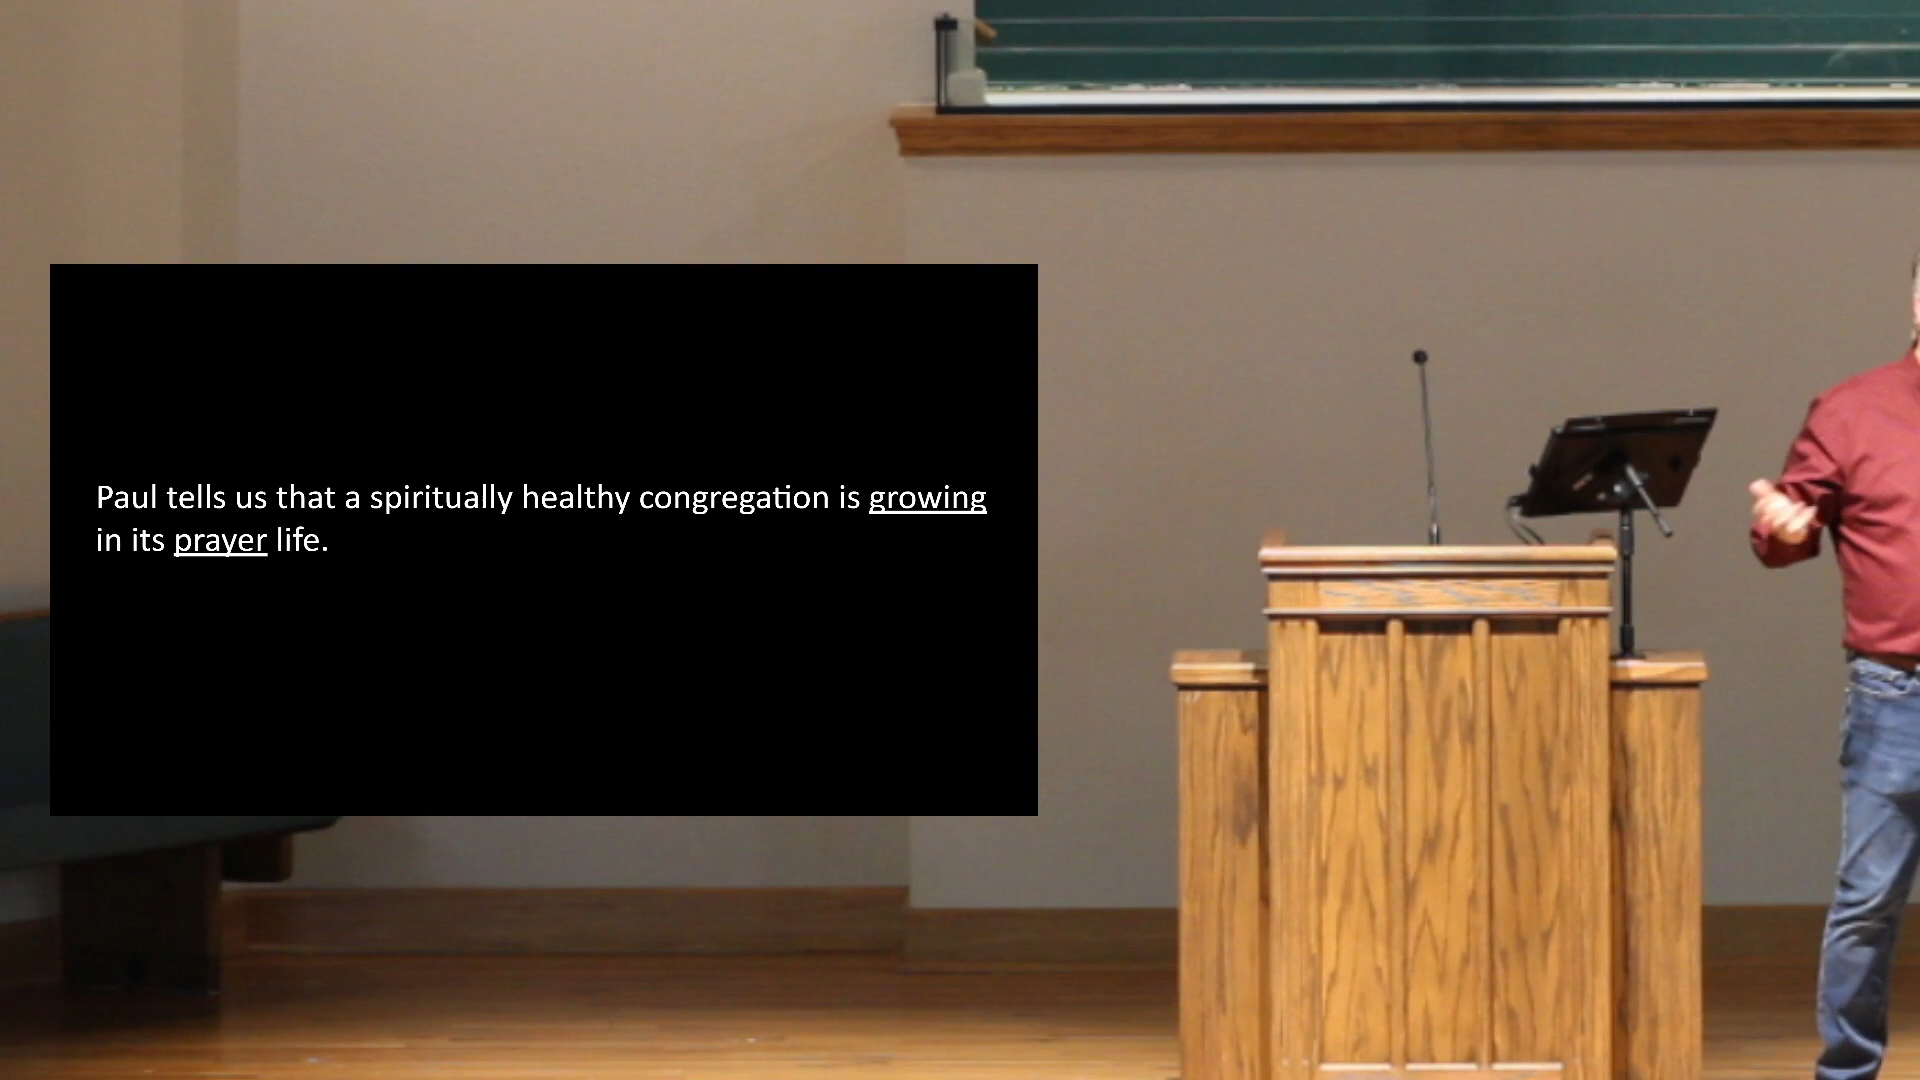 Paul tells us that a spiritually healthy congregation is growing
in its prayer life.